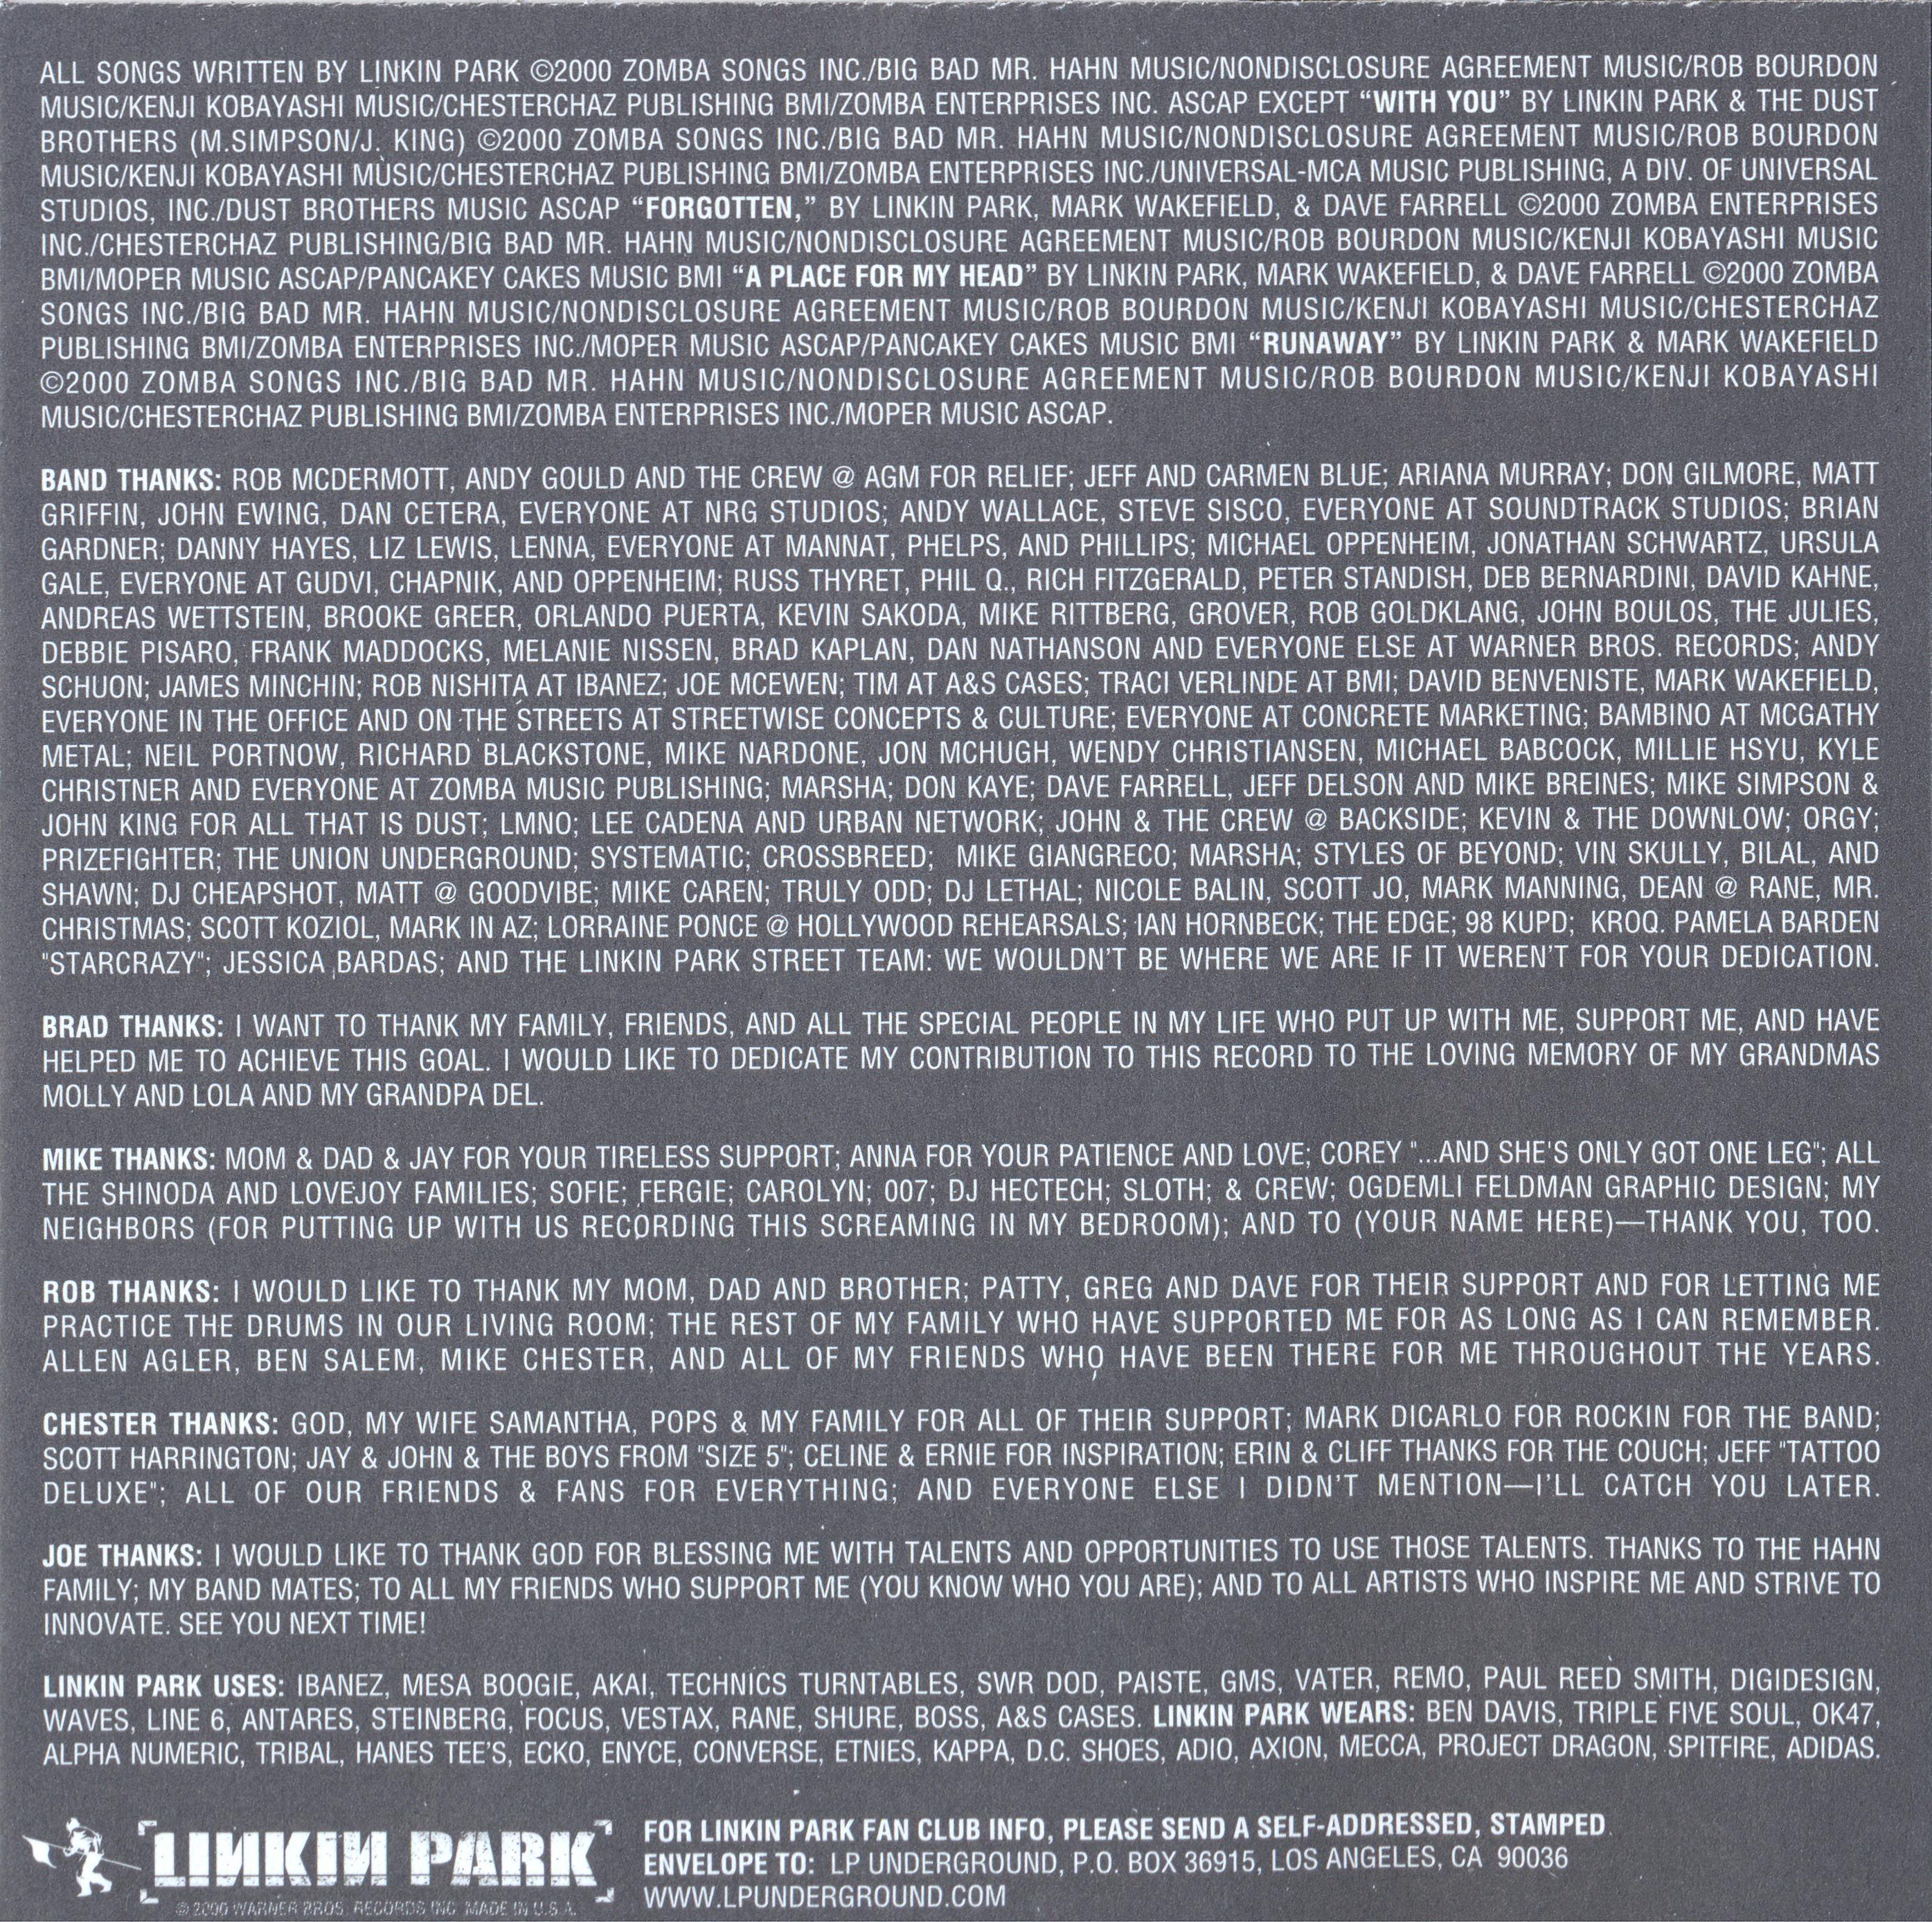 ALL SONGS WRITTEN BY LINKIN PARK ©2000 ZOMBA SONGS INC./BIG BAD MR. HAHN MUSIC/NONDISCLOSURE AGREEMENT MUSIC/ROB BOURDON
MUSIC/KENJI KOBAYASHI MUSIC/CHESTERCHAZ PUBLISHING BMI/ZOMBA ENTERPRISES INC. ASCAP EXCEPT “WITH YOU” BY LINKIN PARK & THE DUST
BROTHERS (M.SIMPSON/J. KING) ©2000 ZOMBA SONGS INC./BIG BAD MR. HAHN MUSIC/NONDISCLOSURE AGREEMENT MUSIC/ROB BOURDON
MUSIC/KENJI KOBAYASHI MUSIC/CHESTERCHAZ PUBLISHING BMI/ZOMBA ENTERPRISES INC./UNIVERSAL-MCA MUSIC PUBLISHING, A DIV. OF UNIVERSAL
STUDIOS, INC./DUST BROTHERS MUSIC ASCAP “FORGOTTEN,” BY LINKIN PARK, MARK WAKEFIELD, & DAVE FARRELL ©2000 ZOMBA ENTERPRISES
INC./CHESTERCHAZ PUBLISHING/BIG BAD MR. HAHN MUSIC/NONDISCLOSURE AGREEMENT MUSIC/ROB BOURDON MUSIC/KENJI KOBAYASHI MUSIC
BMI/MOPER MUSIC ASCAP/PANCAKEY CAKES MUSIC BMI “A PLACE FOR MY HEAD” BY LINKIN PARK, MARK WAKEFIELD, & DAVE FARRELL ©2000 ZOMBA
SONGS INC./BIG BAD MR. HAHN MUSIC/NONDISCLOSURE AGREEMENT MUSIC/ROB BOURDON MUSIC/KENJI KOBAYASHI MUSIC/CHESTERCHAZ
PUBLISHING BMI/ZOMBA ENTERPRISES INC./MOPER MUSIC ASCAP/PANCAKEY CAKES MUSIC BMI “RUNAWAY” BY LINKIN PARK & MARK WAKEFIELD
©2000 ZOMBA SONGS INC./BIG BAD MR. HAHN MUSIC/NONDISCLOSURE AGREEMENT MUSIC/ROB BOURDON MUSIC/KENJI KOBAYASHI
MUSIC/CHESTERCHAZ PUBLISHING BMI/ZOMBA ENTERPRISES INC./MOPER MUSIC ASCAP.
BAND THANKS: ROB MCDERMOTT, ANDY GOULD AND THE CREW @ AGM FOR RELIEF; JEFF AND CARMEN BLUE; ARIANA MURRAY; DON GILMORE, MATT
GRIFFIN, JOHN EWING, DAN CETERA, EVERYONE AT NRG STUDIOS; ANDY WALLACE, STEVE SISCO, EVERYONE AT SOUNDTRACK STUDIOS; BRIAN
GARDNER; DANNY HAYES, LIZ LEWIS, LENNA, EVERYONE AT MANNAT, PHELPS, AND PHILLIPS; MICHAEL OPPENHEIM, JONATHAN SCHWARTZ, URSULA
GALE, EVERYONE AT GUDVI, CHAPNIK, AND OPPENHEIM; RUSS THYRET, PHIL Q., RICH FITZGERALD, PETER STANDISH, DEB BERNARDINI, DAVID KAHNE,
ANDREAS WETTSTEIN, BROOKE GREER, ORLANDO PUERTA, KEVIN SAKODA, MIKE RITTBERG, GROVER, ROB GOLDKLANG, JOHN BOULOS, THE JULIES,
DEBBIE PISARO, FRANK MADDOCKS, MELANIE NISSEN, BRAD KAPLAN, DAN NATHANSON AND EVERYONE ELSE AT WARNER BROS. RECORDS; ANDY
SCHUON; JAMES MINCHIN; ROB NISHITA AT IBANEZ; JOE MCEWEN; TIM AT A&S CASES; TRACI VERLINDE AT BMI; DAVID BENVENISTE, MARK WAKEFIELD,
EVERYONE IN THE OFFICE AND ON THE STREETS AT STREETWISE CONCEPTS & CULTURE; EVERYONE AT CONCRETE MARKETING; BAMBINO AT MCGATHY
METAL; NEIL PORTNOW, RICHARD BLACKSTONE, MIKE NARDONE, JON MCHUGH, WENDY CHRISTIANSEN, MICHAEL BABCOCK, MILLIE HSYU, KYLE
CHRISTNER AND EVERYONE AT ZOMBA MUSIC PUBLISHING; MARSHA; DON KAYE; DAVE FARRELL, JEFF DELSON AND MIKE BREINES; MIKE SIMPSON &
JOHN KING FOR ALL THAT IS DUST; LMNO; LEE CADENA AND URBAN NETWORK; JOHN & THE CREW @ BACKSIDE; KEVIN & THE DOWNLOW; ORGY;
PRIZEFIGHTER; THE UNION UNDERGROUND; SYSTEMATIC; CROSSBREED; MIKE GIANGRECO; MARSHA; STYLES OF BEYOND; VIN SKULLY, BILAL, AND
SHAWN; DJ CHEAPSHOT, MATT @ GOODVIBE; MIKE CAREN; TRULY ODD; DJ LETHAL; NICOLE BALIN, SCOTT JO, MARK MANNING, DEAN @ RANE, MR.
CHRISTMAS; SCOTT KOZIOL, MARK IN AZ; LORRAINE PONCE @ HOLLYWOOD REHEARSALS; IAN HORNBECK; THE EDGE; 98 KUPD; KROQ. PAMELA BARDEN
"STARCRAZY"; JESSICA BARDAS; AND THE LINKIN PARK STREET TEAM: WE WOULDN'T BE WHERE WE ARE IF IT WEREN'T FOR YOUR DEDICATION.
BRAD THANKS: I WANT TO THANK MY FAMILY, FRIENDS, AND ALL THE SPECIAL PEOPLE IN MY LIFE WHO PUT UP WITH ME, SUPPORT ME, AND HAVE
HELPED ME TO ACHIEVE THIS GOAL. I WOULD LIKE TO DEDICATE MY CONTRIBUTION TO THIS RECORD TO THE LOVING MEMORY OF MY GRANDMAS
MOLLY AND LOLA AND MY GRANDPA DEL.
MIKE THANKS: MOM & DAD & JAY FOR YOUR TIRELESS SUPPORT; ANNA FOR YOUR PATIENCE AND LOVE; COREY "...AND SHE'S ONLY GOT ONE LEG"; ALL
THE SHINODA AND LOVEJOY FAMILIES; SOFIE; FERGIE; CAROLYN; 007; DJ HECTECH; SLOTH; & CREW; OGDEMLI FELDMAN GRAPHIC DESIGN; MY
NEIGHBORS (FOR PUTTING UP WITH US RECORDING THIS SCREAMING IN MY BEDROOM); AND TO (YOUR NAME HERE)—THANK YOU, TOO.
ROB THANKS: I WOULD LIKE TO THANK MY MOM, DAD AND BROTHER; PATTY, GREG AND DAVE FOR THEIR SUPPORT AND FOR LETTING ME
PRACTICE THE DRUMS IN OUR LIVING ROOM; THE REST OF MY FAMILY WHO HAVE SUPPORTED ME FOR AS LONG AS I CAN REMEMBER.
ALLEN AGLER, BEN SALEM, MIKE CHESTER, AND ALL OF MY FRIENDS WHO HAVE BEEN THERE FOR ME THROUGHOUT THE YEARS.
CHESTER THANKS: GOD, MY WIFE SAMANTHA, POPS & MY FAMILY FOR ALL OF THEIR SUPPORT; MARK DICARLO FOR ROCKIN FOR THE BAND;
SCOTT HARRINGTON; JAY & JOHN & THE BOYS FROM "SIZE 5"; CELINE & ERNIE FOR INSPIRATION; ERIN & CLIFF THANKS FOR THE COUCH; JEFF "TATTOO
DELUXE"; ALL OF OUR FRIENDS & FANS FOR EVERYTHING; AND EVERYONE ELSE I DIDN'T MENTION—I'LL CATCH YOU LATER.
JOE THANKS: I WOULD LIKE TO THANK GOD FOR BLESSING ME WITH TALENTS AND OPPORTUNITIES TO USE THOSE TALENTS. THANKS TO THE HAHN
FAMILY; MY BAND MATES; TO ALL MY FRIENDS WHO SUPPORT ME (YOU KNOW WHO YOU ARE); AND TO ALL ARTISTS WHO INSPIRE ME AND STRIVE TO
INNOVATE. SEE YOU NEXT TIME!
LINKIN PARK USES: IBANEZ, MESA BOOGIE, AKAI, TECHNICS TURNTABLES, SWR DOD, PAISTE, GMS, VATER, REMO, PAUL REED SMITH, DIGIDESIGN,
WAVES, LINE 6, ANTARES, STEINBERG, FOCUS, VESTAX, RANE, SHURE, BOSS, A&S CASES. LINKIN PARK WEARS: BEN DAVIS, TRIPLE FIVE SOUL, OK47,
ALPHA NUMERIC, TRIBAL, HANES TEE'S, ECKO, ENYCE, CONVERSE, ETNIES, KAPPA, D.C. SHOES, ADIO, AXION, MECCA, PROJECT DRAGON, SPITFIRE, ADIDAS.
LINKIN PARK
© 2000 WARNER BROS. RECORDS INC. MADE IN U.S.A.
FOR LINKIN PARK FAN CLUB INFO, PLEASE SEND A SELF-ADDRESSED, STAMPED
ENVELOPE TO: LP UNDERGROUND, P.O. BOX 36915, LOS ANGELES, CA 90036
WWW.LPUNDERGROUND.COM